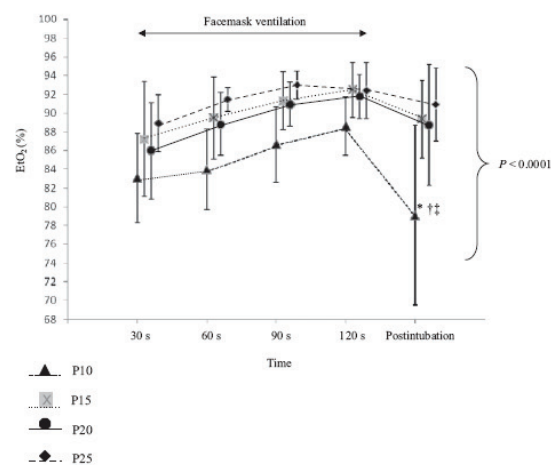 Facemask ventilation
100
98
96
94
92
90
88
86
84
82
80
78
76
74
72
70
68
EtO2 (%)
P < 0.0001
* †‡
30 s 60 s 90 s 120 s Postintubation
Time
P10
P15
P20
P25